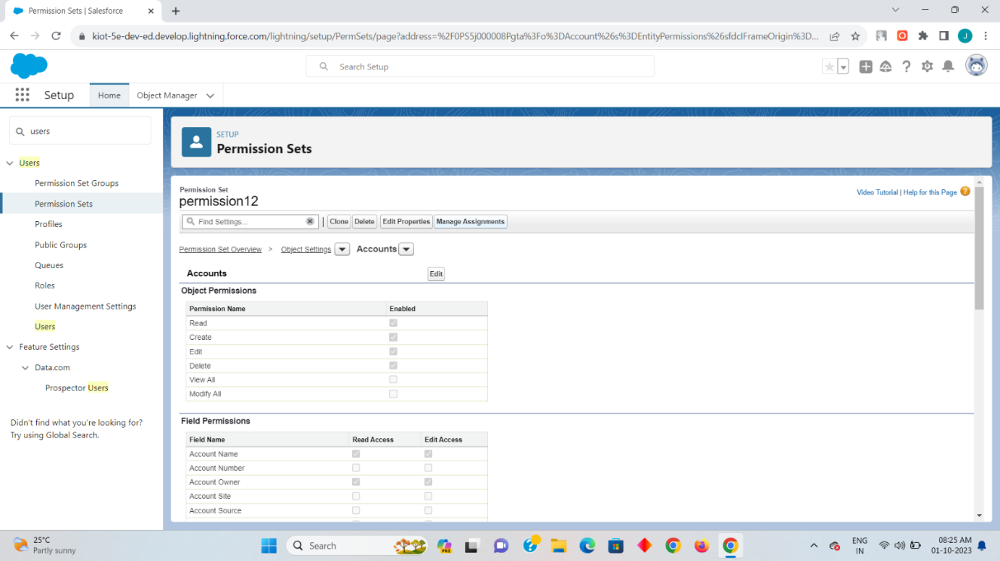 Permission Sets | Salesforce
kiot-5e-dev-ed.develop.lightning.force.com/lightning/setup/PermSets/page?address=%2F0PS5j000008Pgta%3Fo%3DAccount%26s%3DEntityPermissions%26sfdcIFrameOrigin%3D...
J
Search Setup
Setup
Home
Object Manager
users
SETUP
Permission Sets
Users
Permission Set Groups
Permission Sets
Profiles
Public Groups
Queues
Roles
User Management Settings
Users
Feature Settings
Data.com
Prospector Users
Didn't find what you're looking for?
Try using Global Search.
Permission Set
permission12
Video Tutorial | Help for this Page ?
Find Settings... | Clone Delete Edit Properties Manage Assignments
Permission Set Overview > Object Settings Accounts
Accounts Edit
Object Permissions
Permission Name Enabled
Read
Create
Edit
Delete
View All
Modify All
Field Permissions
Field Name Read Access Edit Access
Account Name
Account Number
Account Owner
Account Site
Account Source
25°C
Partly sunny
Search
PRE
ENG
IN
08:25 AM
01-10-2023